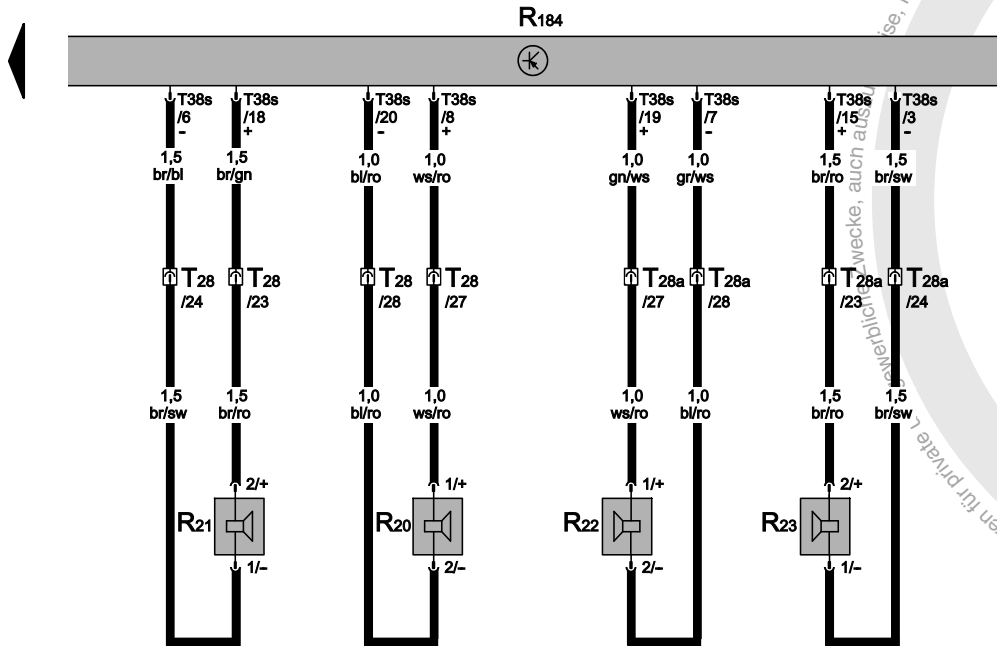 R184
T38s T38s T38s T38s T38s T38s T38s T38s
/6 /18 /20 /8 /19 /7 /15 /3
- + - + + - + -
1,5 1,5 1,0 1,0 1,0 1,0 1,5 1,5
br/bl br/gn bl/ro ws/ro gn/ws gr/ws br/ro br/sw
T28 T28 T28 T28 T28a T28a T28a T28a
/24 /23 /28 /27 /27 /28 /23 /24
1,5 1,5 1,0 1,0 1,0 1,0 1,5 1,5
br/sw br/ro bl/ro ws/ro ws/ro bl/ro br/ro br/sw
2/+ 1/+ 1/+ 2/+
R21 R20 R22 R23
1/- 2/- 2/- 1/-
für private
gewerbliche Zwecke, auch